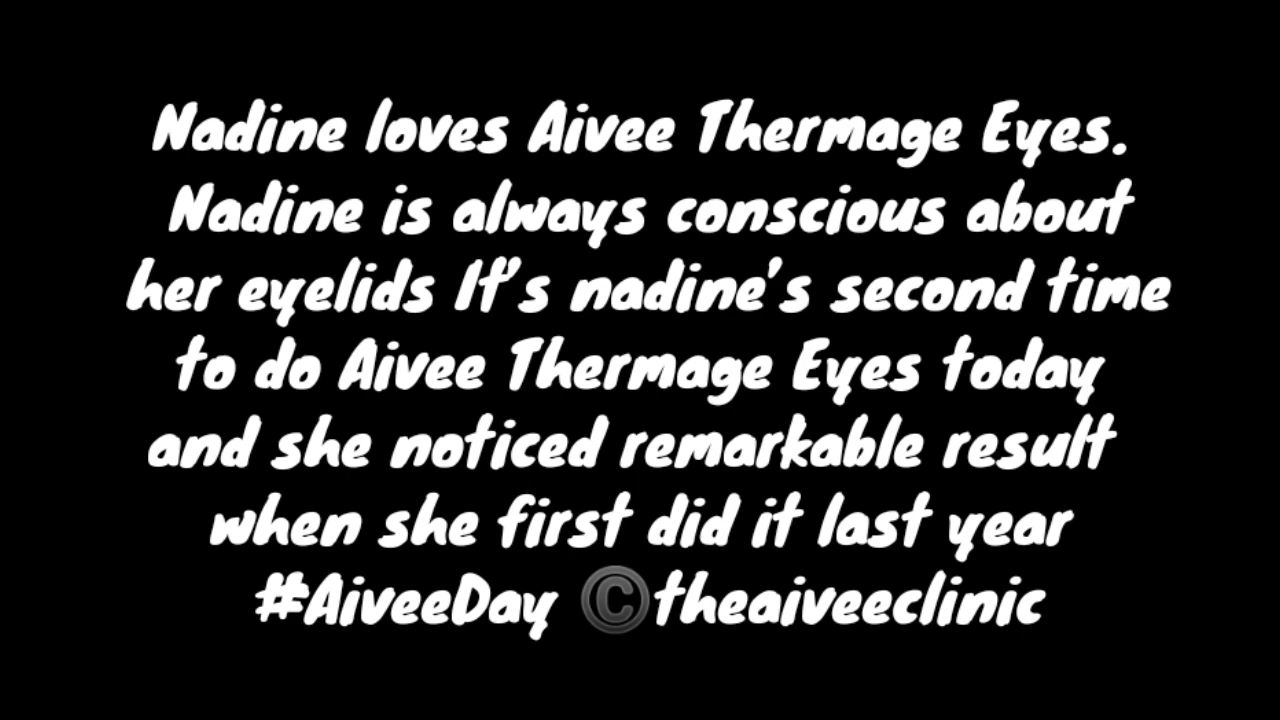 Nadine loves Aivee Thermage Eyes.
Nadine is always conscious about
her eyelids It's nadine's second time
to do Aivee Thermage Eyes today
and she noticed remarkable result
when she first did it last year
#AiveeDay ©theaiveeclinic